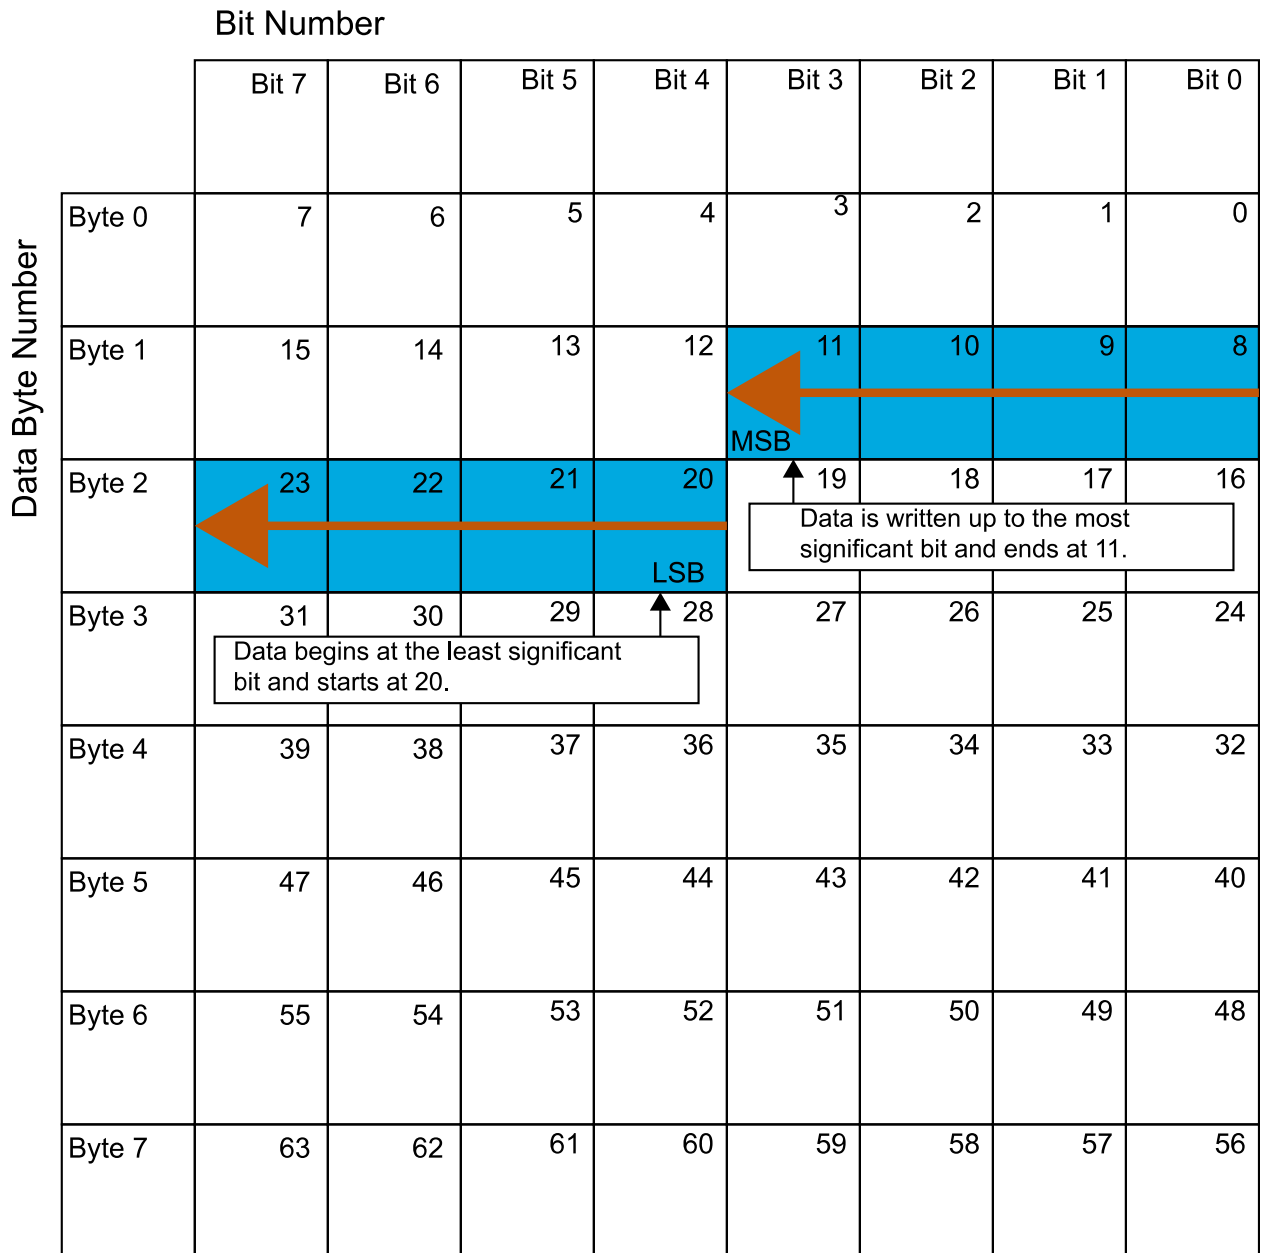 Bit Number
Bit 7 Bit 6 Bit 5 Bit 4 Bit 3 Bit 2 Bit 1 Bit 0
Data Byte Number
Byte 0 7 6 5 4 3 2 1 0
Byte 1 15 14 13 12 11 10 9 8
MSB
Byte 2 23 22 21 20 19 18 17 16
Data is written up to the most
significant bit and ends at 11.
LSB
Byte 3 31 30 29 28 27 26 25 24
Data begins at the least significant
bit and starts at 20.
Byte 4 39 38 37 36 35 34 33 32
Byte 5 47 46 45 44 43 42 41 40
Byte 6 55 54 53 52 51 50 49 48
Byte 7 63 62 61 60 59 58 57 56